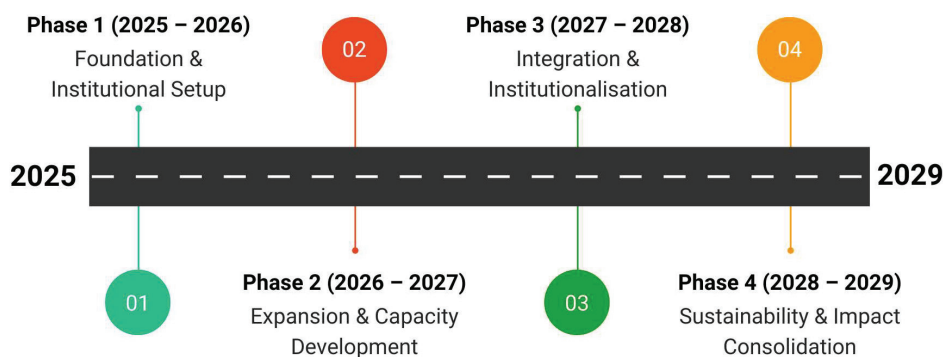 Phase 1 (2025 – 2026)
Foundation &
Institutional Setup
02
Phase 3 (2027 – 2028)
Integration &
Institutionalisation
04
2025
2029
01
Phase 2 (2026 – 2027)
Expansion & Capacity
Development
03
Phase 4 (2028 – 2029)
Sustainability & Impact
Consolidation